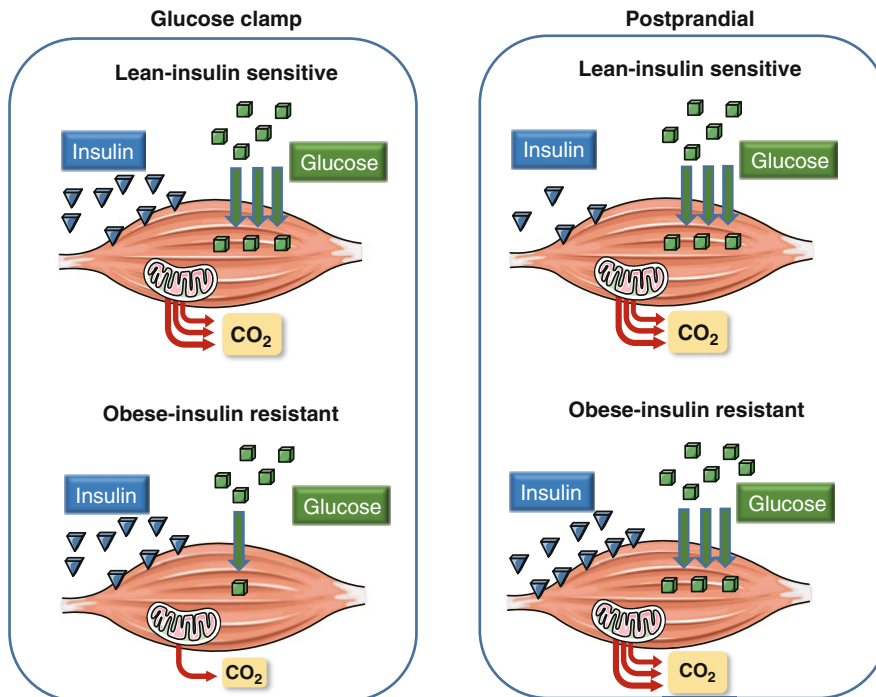 Glucose clamp
Lean-insulin sensitive
Insulin
Glucose
CO₂
Obese-insulin resistant
Insulin
Glucose
CO₂
Postprandial
Lean-insulin sensitive
Insulin
Glucose
CO₂
Obese-insulin resistant
Insulin
Glucose
CO₂